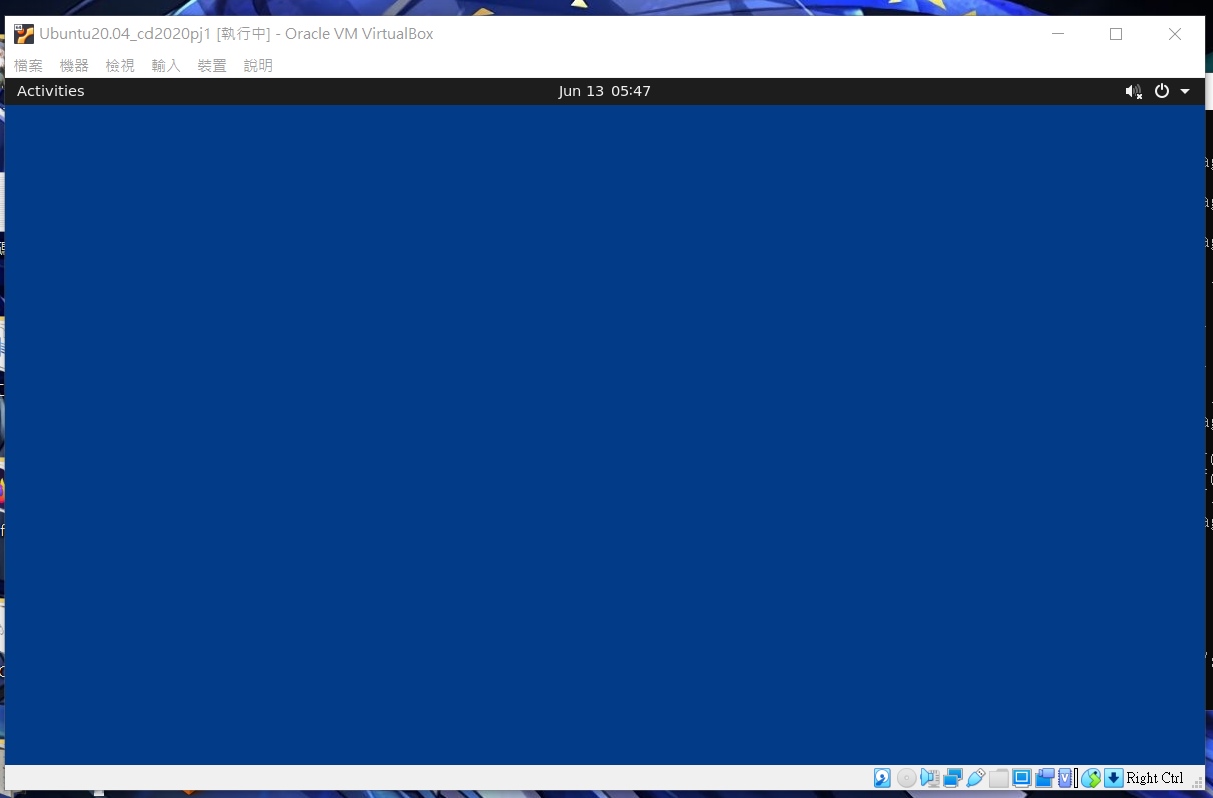 Ubuntu20.04_cd2020pj1 [執行中] - Oracle VM VirtualBox
檔案 機器 檢視 輸入 裝置 說明
Activities Jun 13 05:47
Right Ctrl